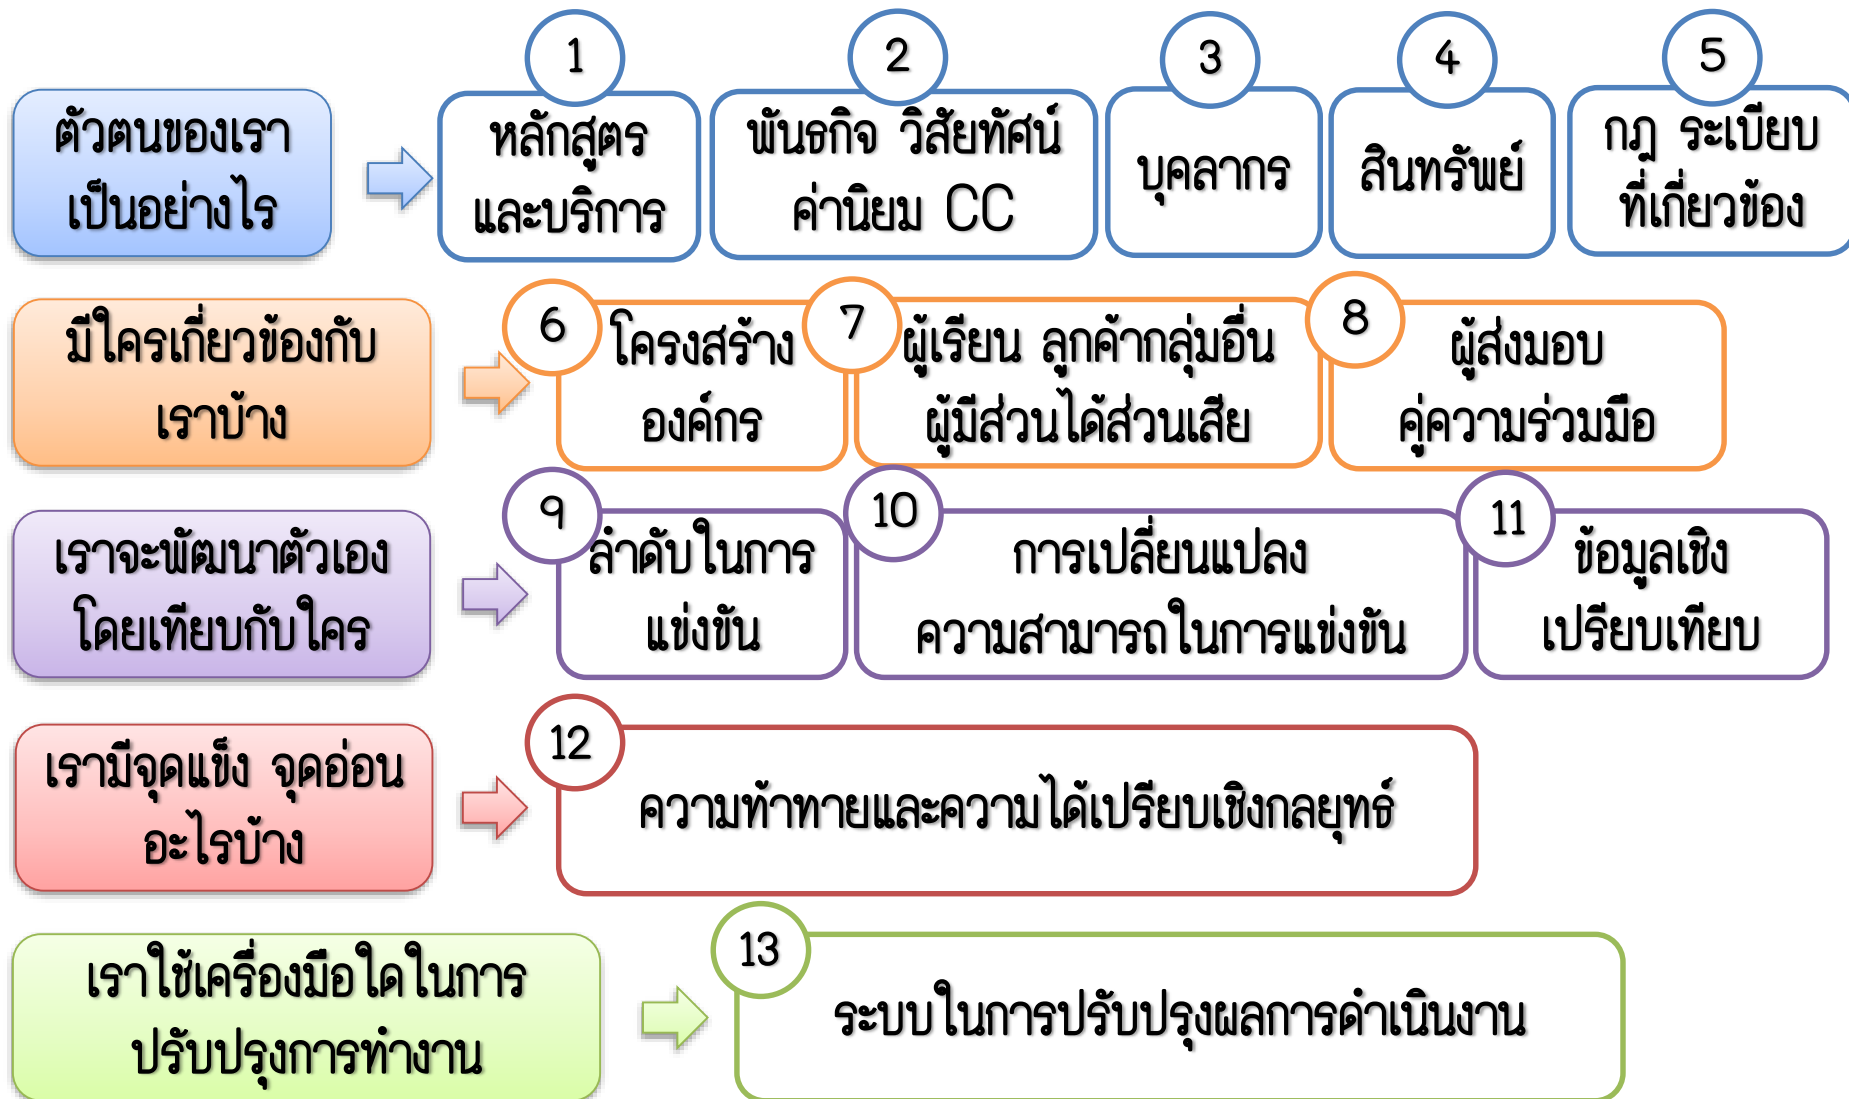 ตัวตนของเรา
เป็นอย่างไร
1
หลักสูตร
และบริการ
2
พันธกิจ วิสัยทัศน์
ค่านิยม CC
3
บุคลากร
4
สินทรัพย์
5
กฎ ระเบียบ
ที่เกี่ยวข้อง
มีใครเกี่ยวข้องกับ
เราบ้าง
6
โครงสร้าง
องค์กร
7
ผู้เรียน ลูกค้ากลุ่มอื่น
ผู้มีส่วนได้ส่วนเสีย
8
ผู้ส่งมอบ
คู่ความร่วมมือ
เราจะพัฒนาตัวเอง
โดยเทียบกับใคร
9
ลำดับในการ
แข่งขัน
10
การเปลี่ยนแปลง
ความสามารถในการแข่งขัน
11
ข้อมูลเชิง
เปรียบเทียบ
เรามีจุดแข็ง จุดอ่อน
อะไรบ้าง
12
ความท้าทายและความได้เปรียบเชิงกลยุทธ์
เราใช้เครื่องมือใดในการ
ปรับปรุงการทำงาน
13
ระบบในการปรับปรุงผลการดำเนินงาน